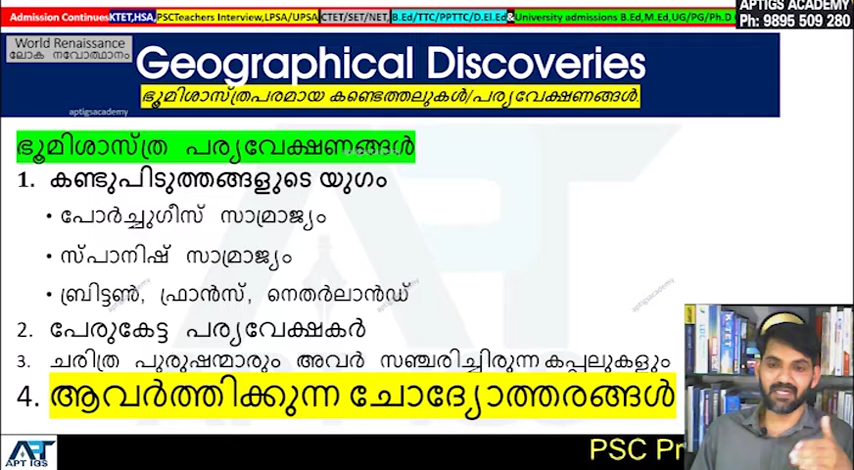 Admission Continues KTET,HSA, PSCTeachers Interview,LPSA/UPSA CTET/SET/NET, B.Ed/TTC/PPTTC/D.El.Ed & University admissions B.Ed,M.Ed,UG/PG/Ph.D
APTIGS ACADEMY
Ph: 9895 509 280
World Renaissance
ലോക നവോത്ഥാനം
Geographical Discoveries
ഭൂമിശാസ്ത്രപരമായ കണ്ടെത്തലുകൾ/പര്യവേക്ഷണങ്ങൾ.
aptigsacademy
ഭൂമിശാസ്ത്ര പര്യവേക്ഷണങ്ങൾ
1. കണ്ടുപിടുത്തങ്ങളുടെ യുഗം
• പോർച്ചുഗീസ് സാമ്രാജ്യം
• സ്പാനിഷ് സാമ്രാജ്യം
• ബ്രിട്ടൺ, ഫ്രാൻസ്, നെതർലാൻഡ്
aptigsacademy
aptigsacademy
2. പേരുകേട്ട പര്യവേക്ഷകർ
3. ചരിത്ര പുരുഷന്മാരും അവർ സഞ്ചരിച്ചിരുന്ന കപ്പലുകളും
4. ആവർത്തിക്കുന്ന ചോദ്യോത്തരങ്ങൾ
APT IGS
PSC Pr